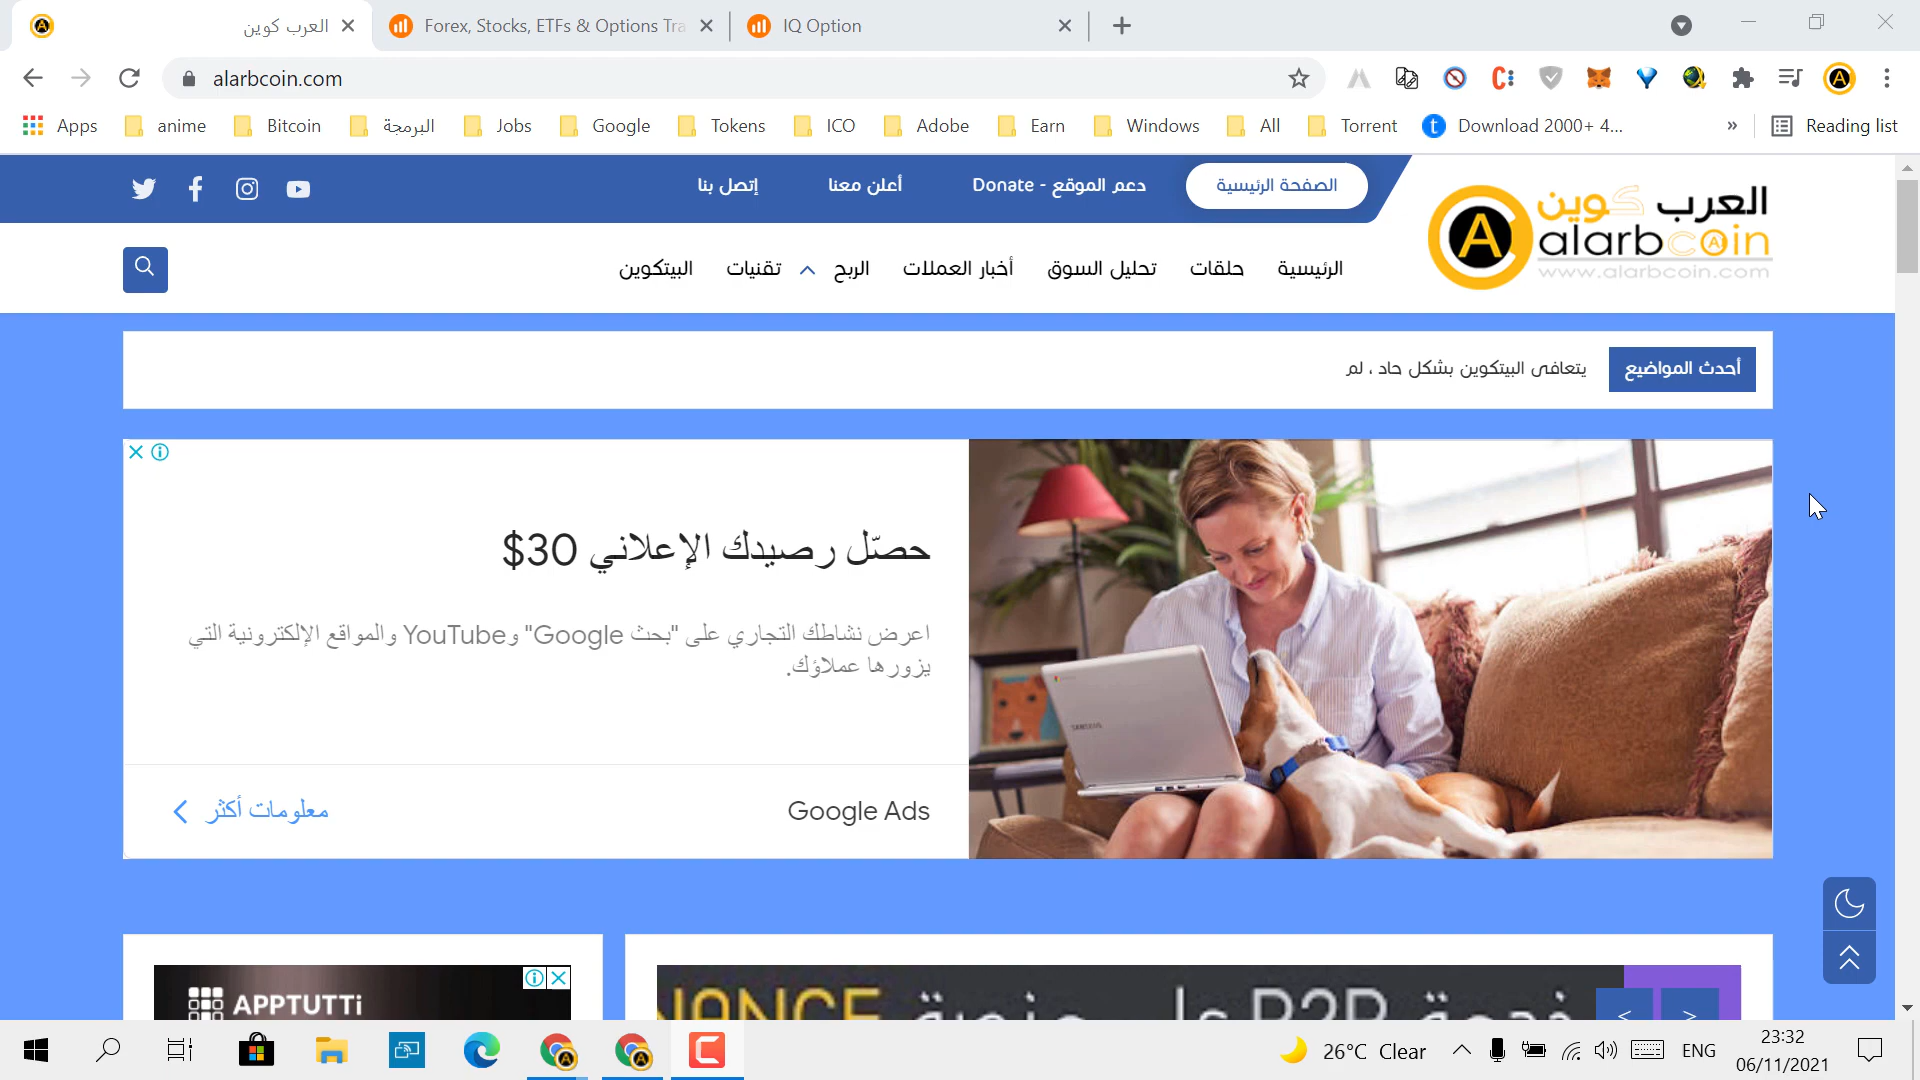 العرب كوين
Forex, Stocks, ETFs & Options Tra
IQ Option
alarbcoin.com
Apps
anime
Bitcoin
البرمجة
Jobs
Google
Tokens
ICO
Adobe
Earn
Windows
All
Torrent
Download 2000+ 4...
»
Reading list
الصفحة الرئيسية
دعم الموقع - Donate
أعلن معنا
إتصل بنا
العرب كوين
alarbcoin
www.alarbcoin.com
الرئيسية
حلقات
تحليل السوق
أخبار العملات
الربح
تقنيات
البيتكوين
أحدث المواضيع
يتعافى البيتكوين بشكل حاد ، لم
حصّل رصيدك الإعلاني 30$
اعرض نشاطك التجاري على "بحث Google" وYouTube والمواقع الإلكترونية التي
يزورها عملاؤك.
SAMSUNG
Google Ads
معلومات أكثر
APPTUTTi
26°C Clear
ENG
23:32
06/11/2021